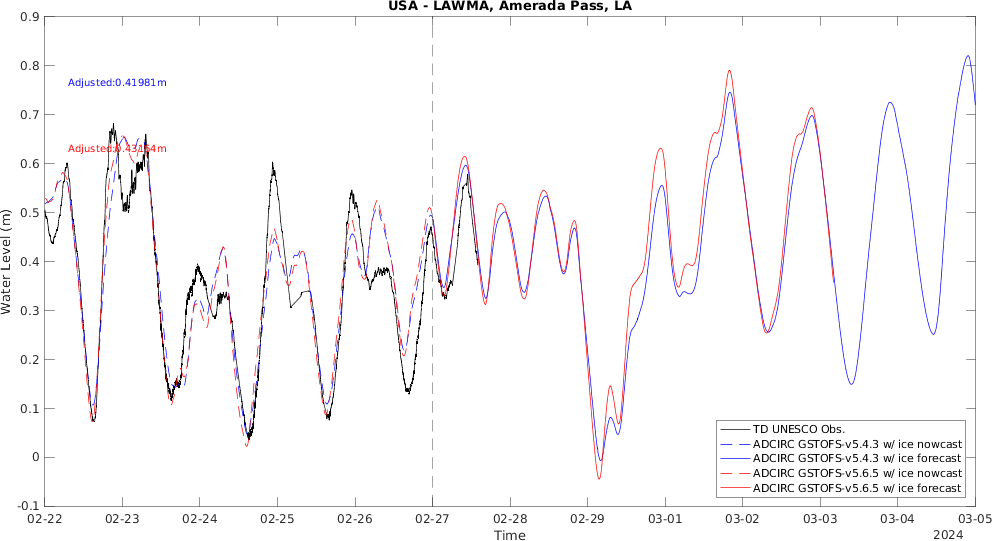 USA - LAWMA, Amerada Pass, LA
0.9
0.8
0.7
0.6
0.5
0.4
0.3
0.2
0.1
0
-0.1
Water Level (m)
Adjusted:0.41981m
Adjusted:0.43164m
TD UNESCO Obs.
ADCIRC GSTOFS-v5.4.3 w/ ice nowcast
ADCIRC GSTOFS-v5.4.3 w/ ice forecast
ADCIRC GSTOFS-v5.6.5 w/ ice nowcast
ADCIRC GSTOFS-v5.6.5 w/ ice forecast
02-22 02-23 02-24 02-25 02-26 02-27 02-28 02-29 03-01 03-02 03-03 03-04 03-05
Time
2024